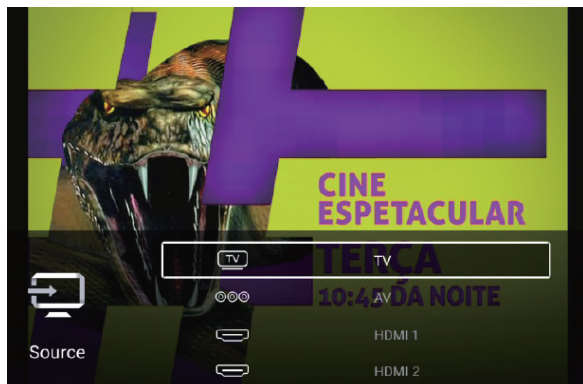 CINE
ESPETACULAR
TERÇA
10:45 DA NOITE
Source
TV TV
AV
HDMI 1
HDMI 2